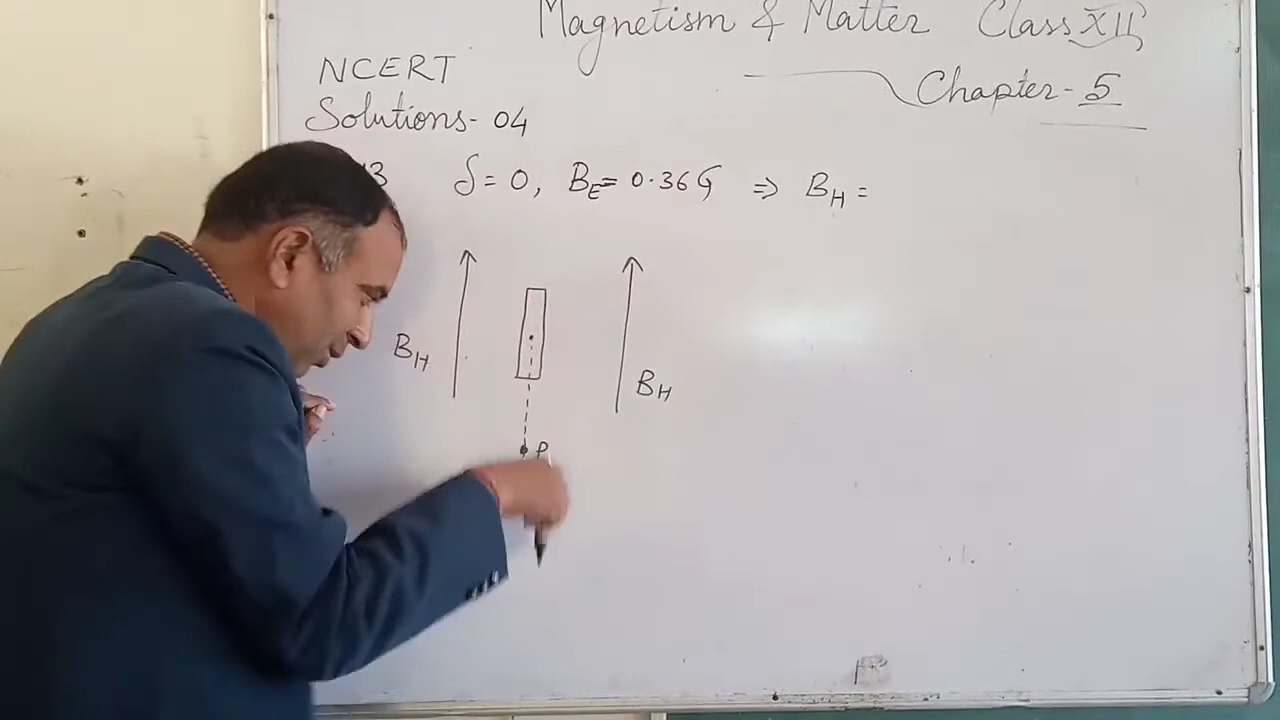 Magnetism & Matter Class XII
NCERT
Chapter - 5
Solutions - 04
13 δ = 0, B_E = 0.36 G ⇒ B_H =
B_H
B_H
P